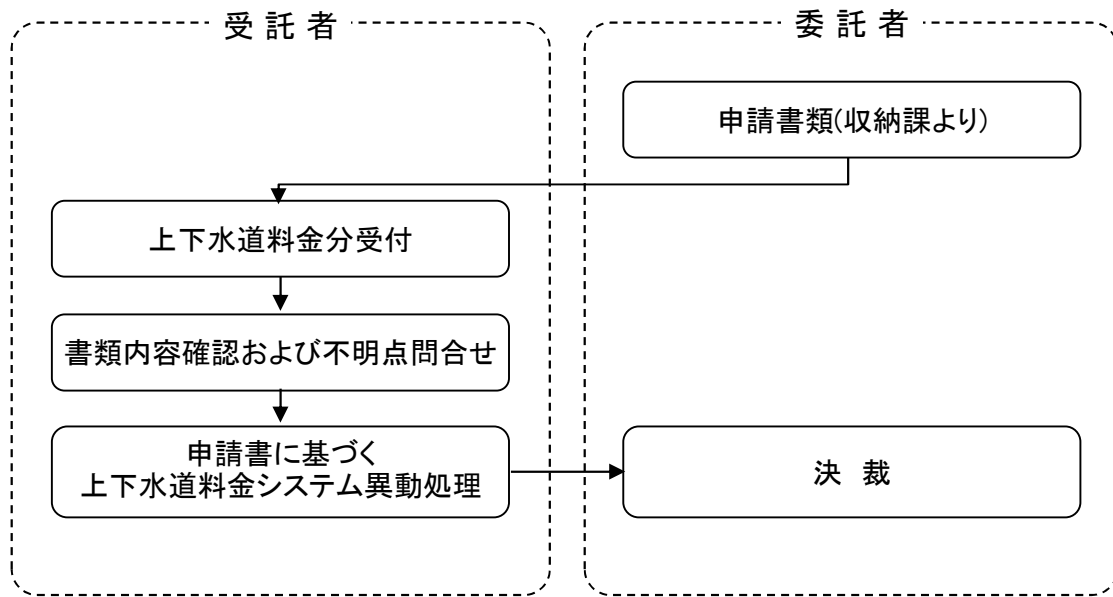 受託者
委託者
申請書類(収納課より)
上下水道料金分受付
書類内容確認および不明点問合せ
申請書に基づく
上下水道料金システム異動処理
決 裁